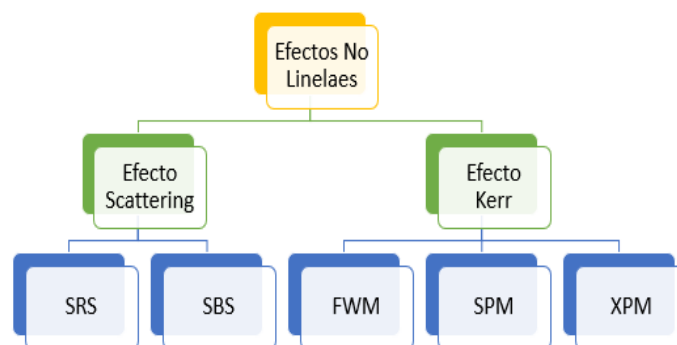 Efectos No
Linelaes
Efecto
Scattering
Efecto
Kerr
SRS
SBS
FWM
SPM
XPM